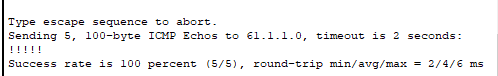 Type escape sequence to abort.
Sending 5, 100-byte ICMP Echos to 61.1.1.0, timeout is 2 seconds:
!!!!!
Success rate is 100 percent (5/5), round-trip min/avg/max = 2/4/6 ms